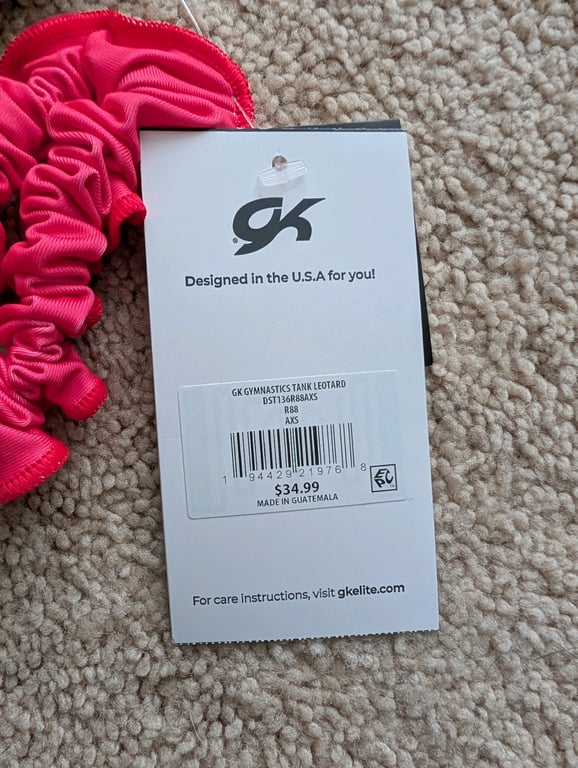 GK
®
Designed in the U.S.A for you!
GK GYMNASTICS TANK LEOTARD
DST136R88AXS
R88
AXS
1 94429 21976 8
$34.99
MADE IN GUATEMALA
For care instructions, visit gkelite.com